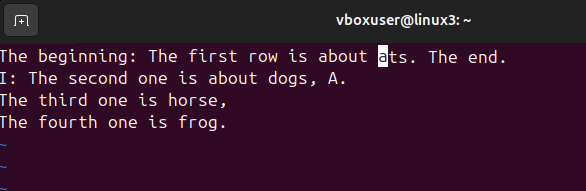 vboxuser@linux3: ~
The beginning: The first row is about ats. The end.
I: The second one is about dogs, A.
The third one is horse,
The fourth one is frog.
~
~
~